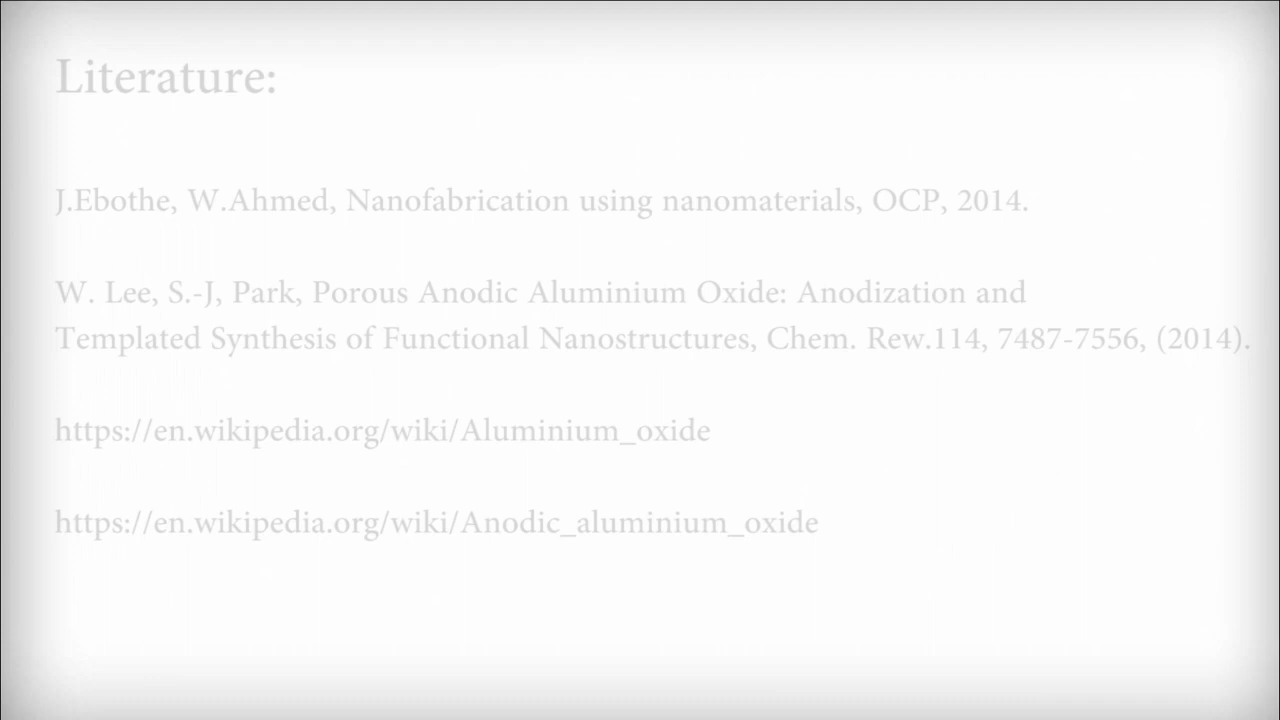 Literature:
J.Ebothe, W.Ahmed, Nanofabrication using nanomaterials, OCP, 2014.
W. Lee, S.-J, Park, Porous Anodic Aluminium Oxide: Anodization and
Templated Synthesis of Functional Nanostructures, Chem. Rew.114, 7487-7556, (2014).
https://en.wikipedia.org/wiki/Aluminium_oxide
https://en.wikipedia.org/wiki/Anodic_aluminium_oxide